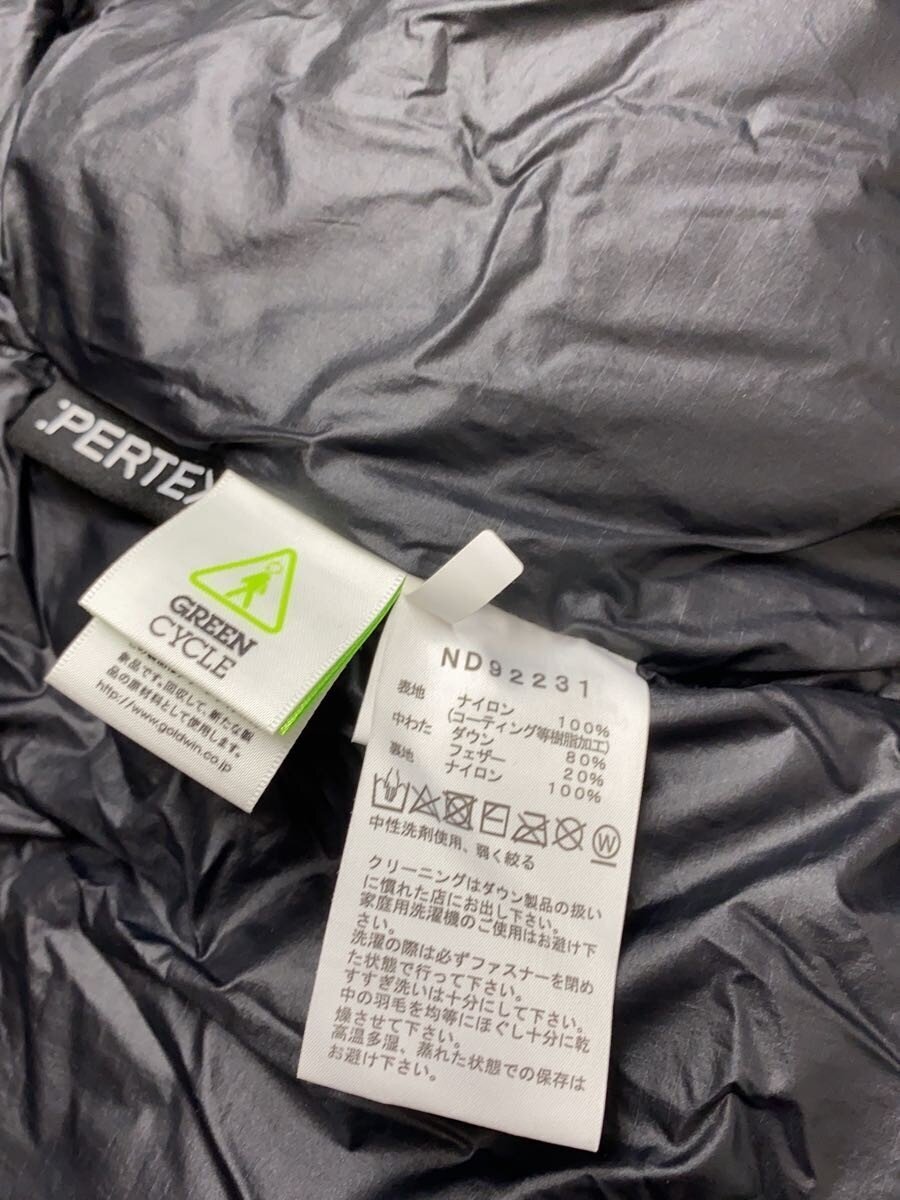 :PERTEX
GREEN
CYCLE
新品です。回収して、新たな製
品の原材料として使用します。
http://www.goldwin.co.jp
ND92231
表地 ナイロン 100%
(コーティング等樹脂加工)
中わた ダウン 80%
フェザー 20%
裏地 ナイロン 100%
W
中性洗剤使用、弱く絞る
クリーニングはダウン製品の扱い
に慣れた店にお出し下さい。
家庭用洗濯機のご使用はお避け下
さい。
洗濯の際は必ずファスナーを閉め
た状態で行って下さい。
すすぎ洗いは十分にして下さい。
中の羽毛を均等にほぐし十分に乾
燥させて下さい。
高温多湿、蒸れた状態での保存は
お避け下さい。